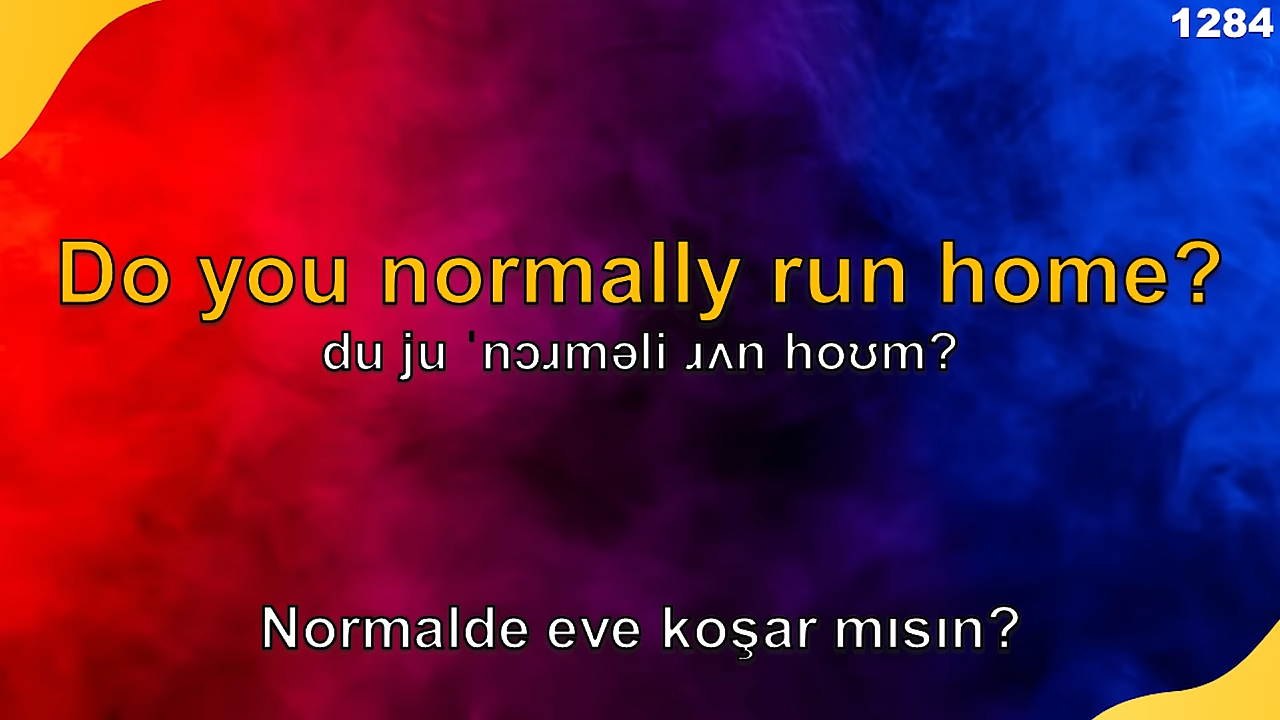 1284
Do you normally run home?
du ju ˈnɔɹməli ɹʌn hoʊm?
Normalde eve koşar mısın?